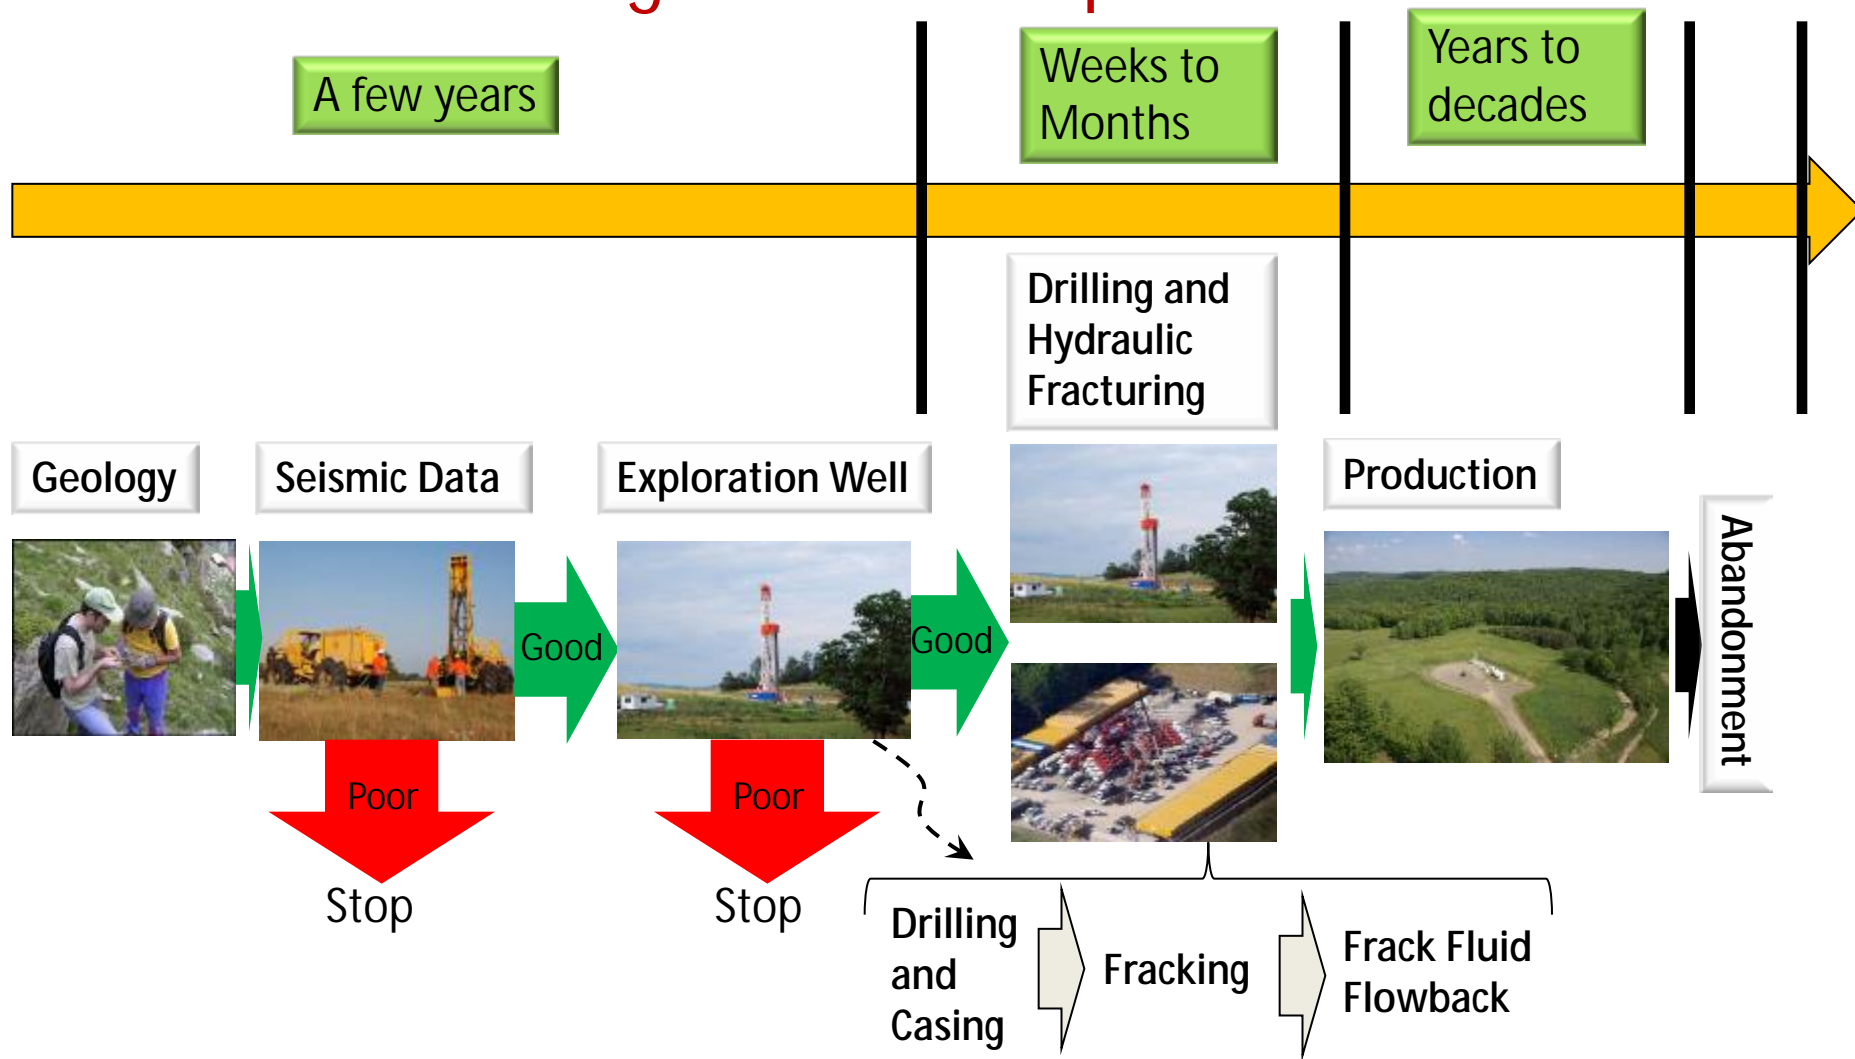 A few years
Weeks to
Months
Years to
decades
Drilling and
Hydraulic
Fracturing
Geology
Seismic Data
Exploration Well
Production
Abandonment
Good
Good
Poor
Poor
Stop
Stop
Drilling
and
Casing
Fracking
Frack Fluid
Flowback